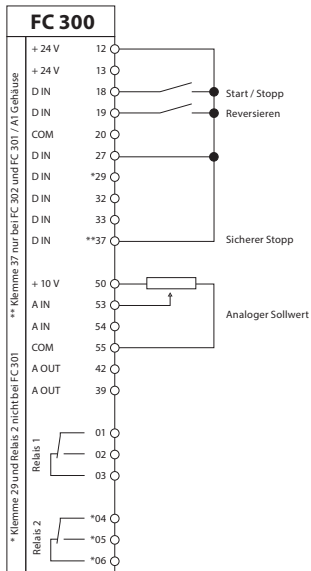 FC 300
+ 24 V 12
+ 24 V 13
D IN 18 Start / Stopp
D IN 19 Reversieren
COM 20
D IN 27
D IN *29
D IN 32
D IN 33
D IN **37 Sicherer Stopp
+ 10 V 50
A IN 53 Analoger Sollwert
A IN 54
COM 55
A OUT 42
A OUT 39
Relais 1
01
02
03
Relais 2
*04
*05
*06
** Klemme 37 nur bei FC 302 und FC 301 / A1 Gehäuse
* Klemme 29 und Relais 2 nicht bei FC 301